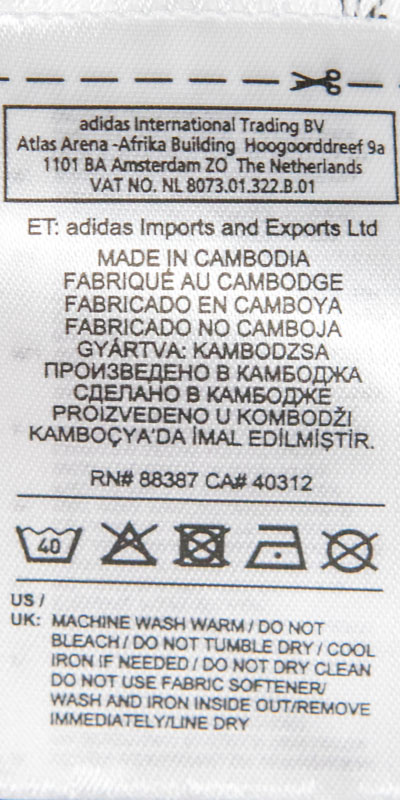 adidas International Trading BV
Atlas Arena -Afrika Building Hoogoorddreef 9a
1101 BA Amsterdam ZO The Netherlands
VAT NO. NL 8073.01.322.B.01
ET: adidas Imports and Exports Ltd
MADE IN CAMBODIA
FABRIQUÉ AU CAMBODGE
FABRICADO EN CAMBOYA
FABRICADO NO CAMBOJA
GYÁRTVA: KAMBODZSA
ПРОИЗВЕДЕНО В КАМБОДЖА
СДЕЛАНО В КАМБОДЖЕ
PROIZVEDENO U KOMBODŽI
KAMBOÇYA'DA İMAL EDİLMİŞTİR.
RN# 88387 CA# 40312
40
US /
UK: MACHINE WASH WARM / DO NOT
BLEACH / DO NOT TUMBLE DRY / COOL
IRON IF NEEDED / DO NOT DRY CLEAN
DO NOT USE FABRIC SOFTENER/
WASH AND IRON INSIDE OUT/REMOVE
IMMEDIATELY/LINE DRY